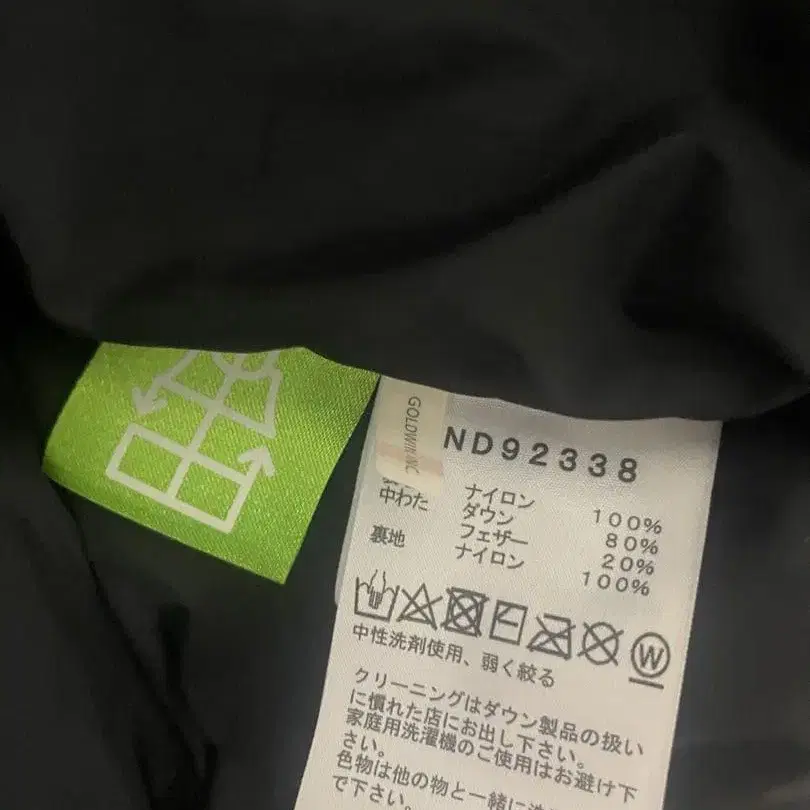 GOLDWIN INC
ND92338
ナイロン 100%
中わた ダウン 80%
フェザー 20%
裏地 ナイロン 100%
W
中性洗剤使用、弱く絞る
クリーニングはダウン製品の扱い
に慣れた店にお出し下さい。
家庭用洗濯機のご使用はお避け下
さい。
色物は他の物と一緒に
で下さい。